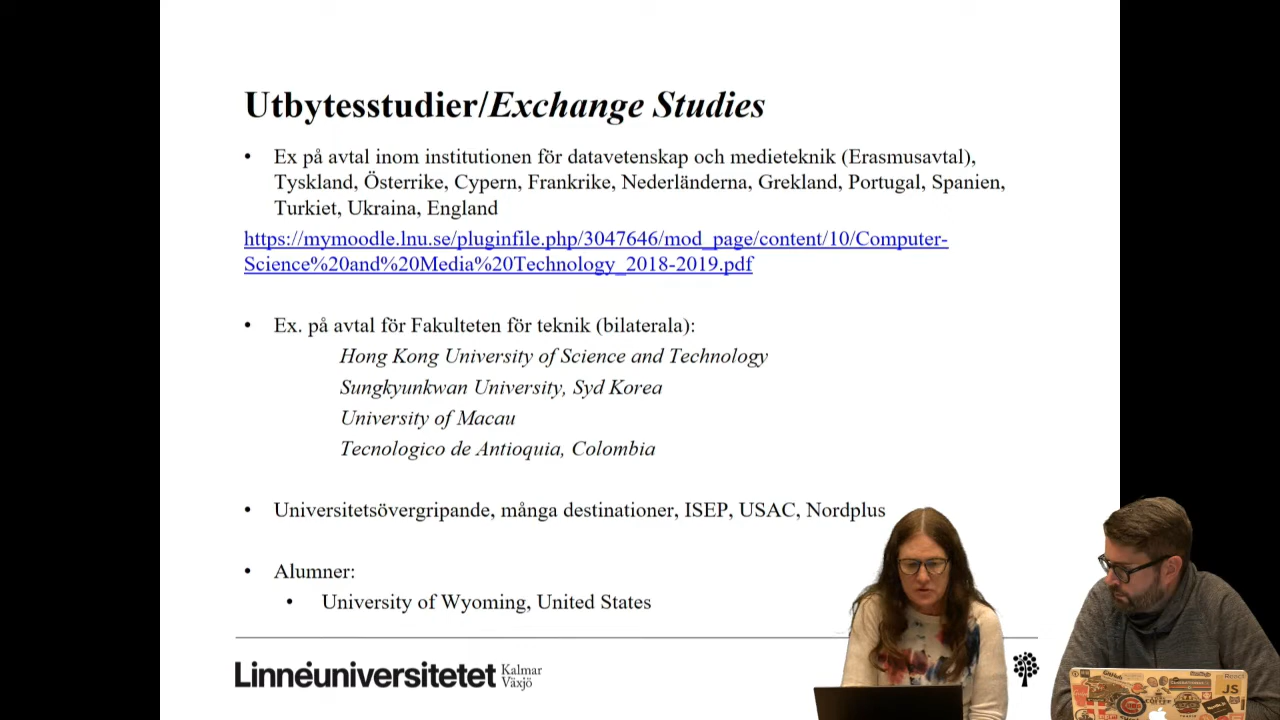 Utbytesstudier/Exchange Studies
• Ex på avtal inom institutionen för datavetenskap och medieteknik (Erasmusavtal),
Tyskland, Österrike, Cypern, Frankrike, Nederländerna, Grekland, Portugal, Spanien,
Turkiet, Ukraina, England
https://mymoodle.lnu.se/pluginfile.php/3047646/mod_page/content/10/Computer-
Science%20and%20Media%20Technology_2018-2019.pdf
• Ex. på avtal för Fakulteten för teknik (bilaterala):
Hong Kong University of Science and Technology
Sungkyunkwan University, Syd Korea
University of Macau
Tecnologico de Antioquia, Colombia
• Universitetsövergripande, många destinationer, ISEP, USAC, Nordplus
• Alumner:
• University of Wyoming, United States
Linnéuniversitetet Kalmar
Växjö
React
JS